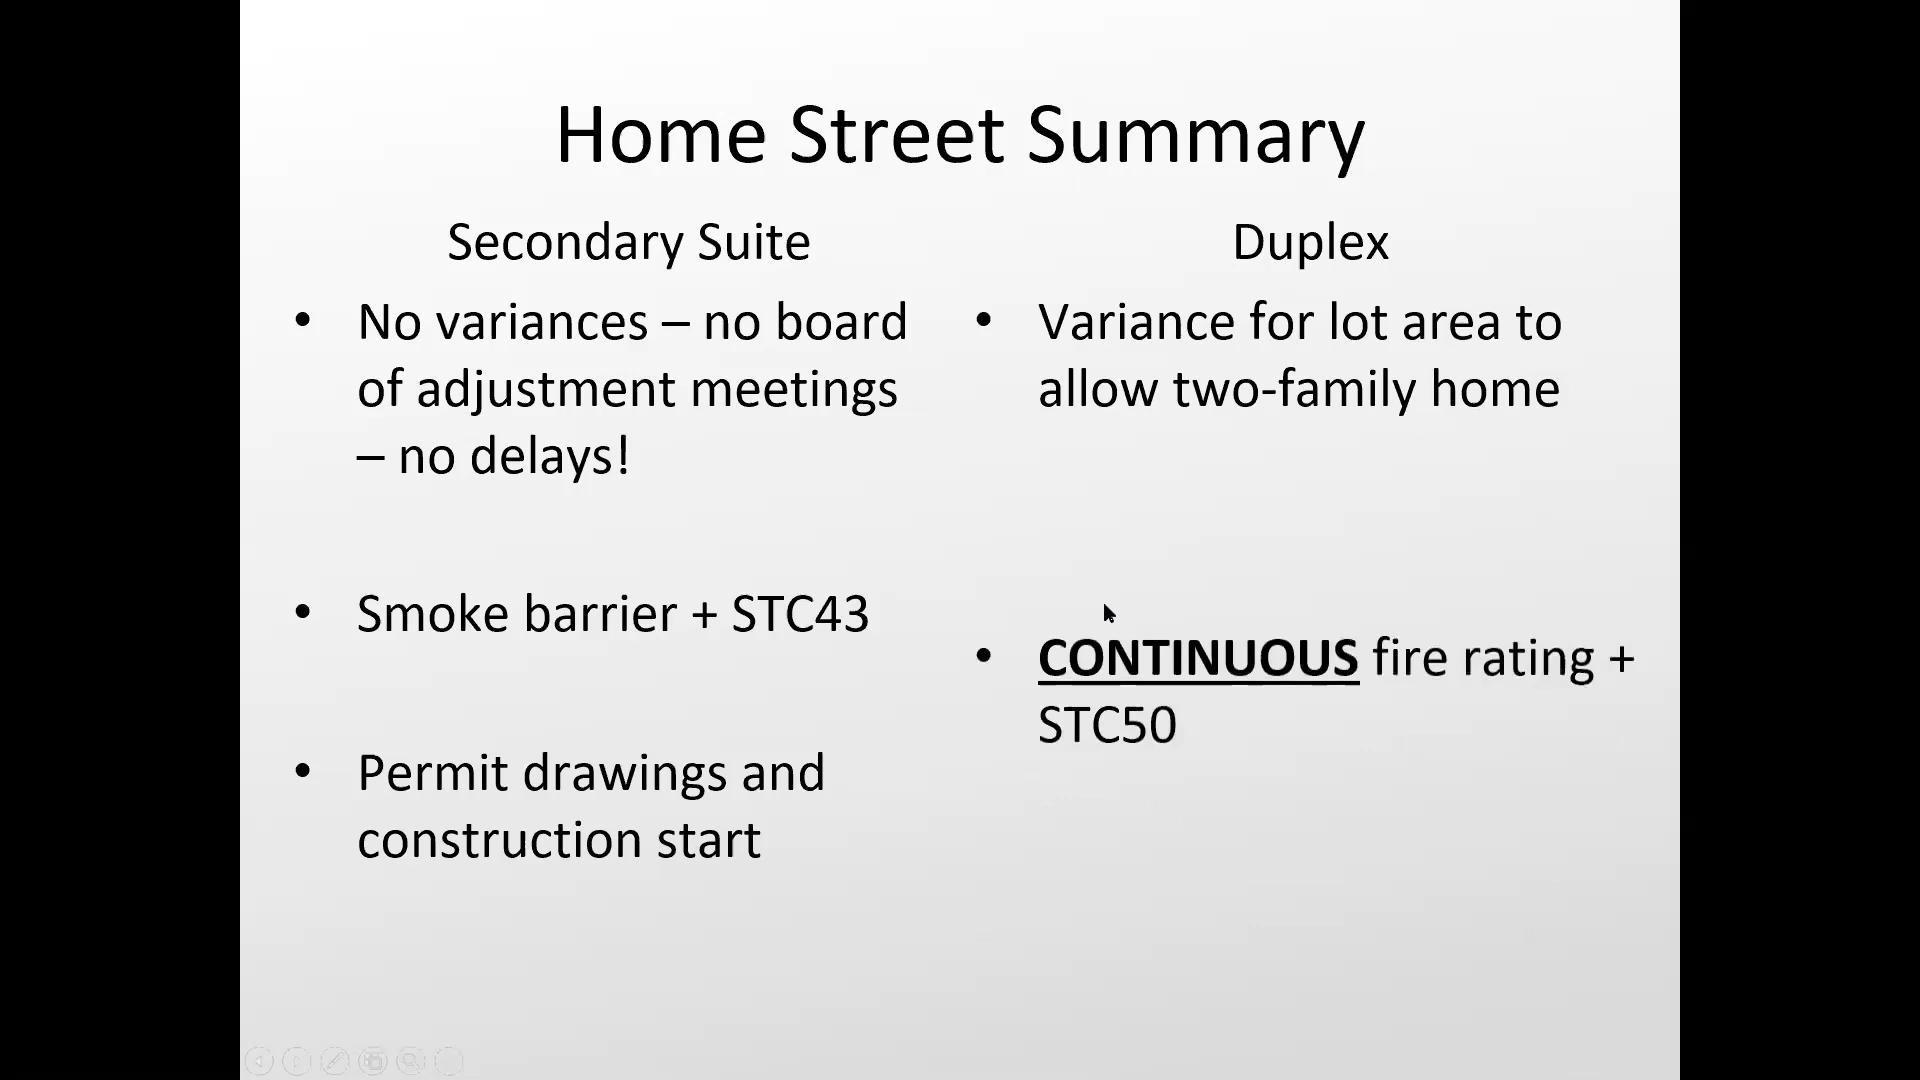 Home Street Summary
Secondary Suite
• No variances – no board
of adjustment meetings
– no delays!
• Smoke barrier + STC43
• Permit drawings and
construction start
Duplex
• Variance for lot area to
allow two-family home
• CONTINUOUS fire rating +
STC50